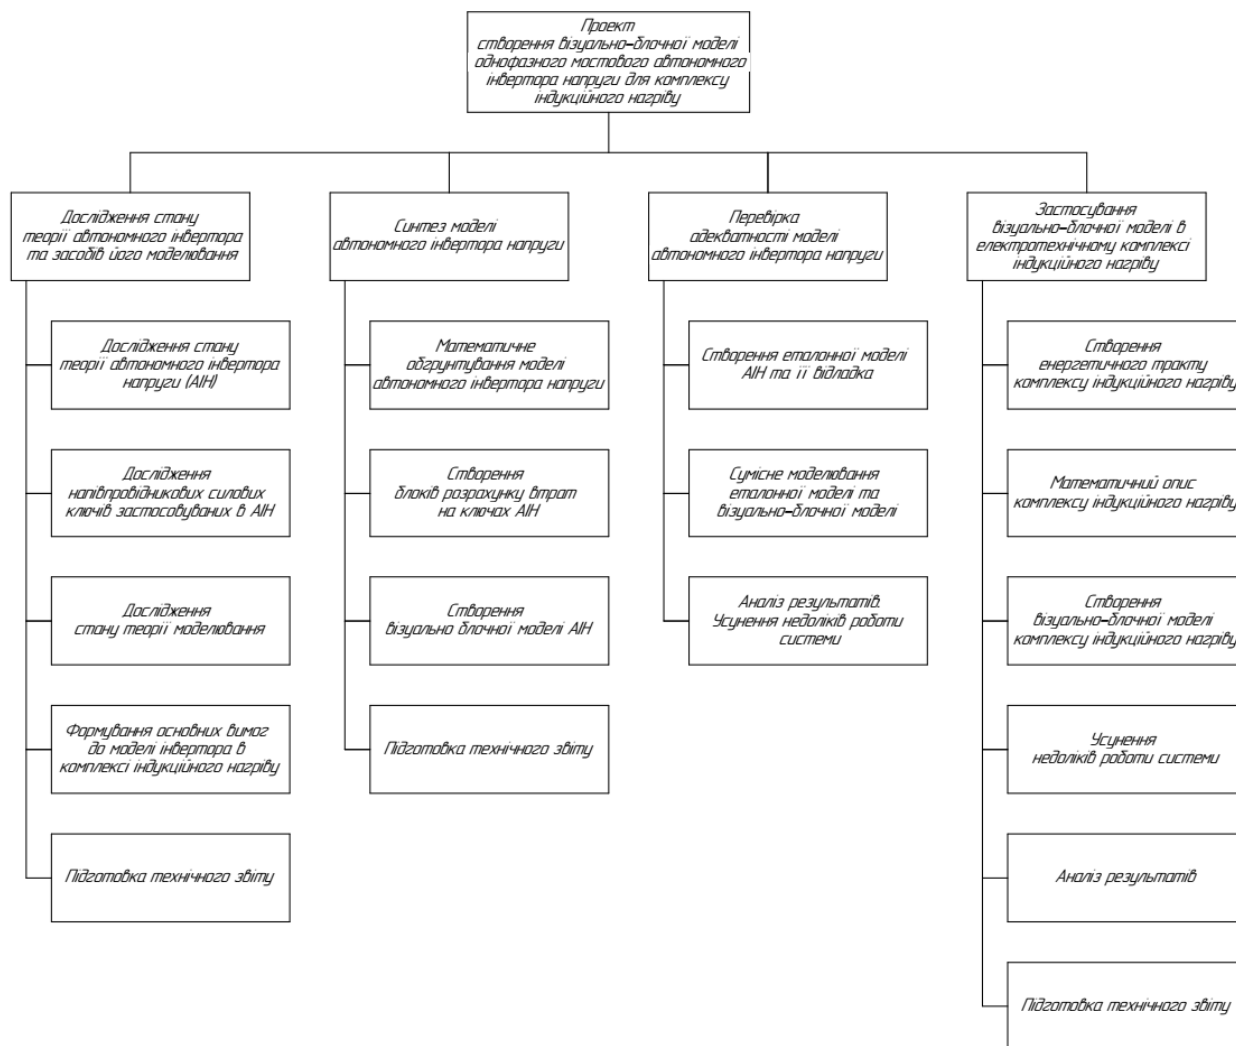 Проект
створення візуально-блочної моделі
однофазного мостового автономного
інвертора напруги для комплексу
індукційного нагріву
Дослідження стану
теорії автономного інвертора
та засобів його моделювання
Дослідження стану
теорії автономного інвертора
напруги (АІН)
Дослідження
напівпровідникових силових
ключів застосовуваних в АІН
Дослідження
стану теорії моделювання
Формування основних вимог
до моделі інвертора в
комплексі індукційного нагріву
Підготовка технічного звіту
Синтез моделі
автономного інвертора напруги
Математичне
обгрунтування моделі
автономного інвертора напруги
Створення
блоків розрахунку втрат
на ключах АІН
Створення
візуально блочної моделі АІН
Підготовка технічного звіту
Перевірка
адекватності моделі
автономного інвертора напруги
Створення еталонної моделі
АІН та її відладка
Сумісне моделювання
еталонної моделі та
візуально-блочної моделі
Аналіз результатів.
Усунення недоліків роботи
системи
Застосування
візуально-блочної моделі в
електротехнічному комплексі
індукційного нагріву
Створення
енергетичного тракту
комплексу індукційного нагріву
Математичний опис
комплексу індукційного нагріву
Створення
візуально-блочної моделі
комплексу індукційного нагріву
Усунення
недоліків роботи системи
Аналіз результатів
Підготовка технічного звіту